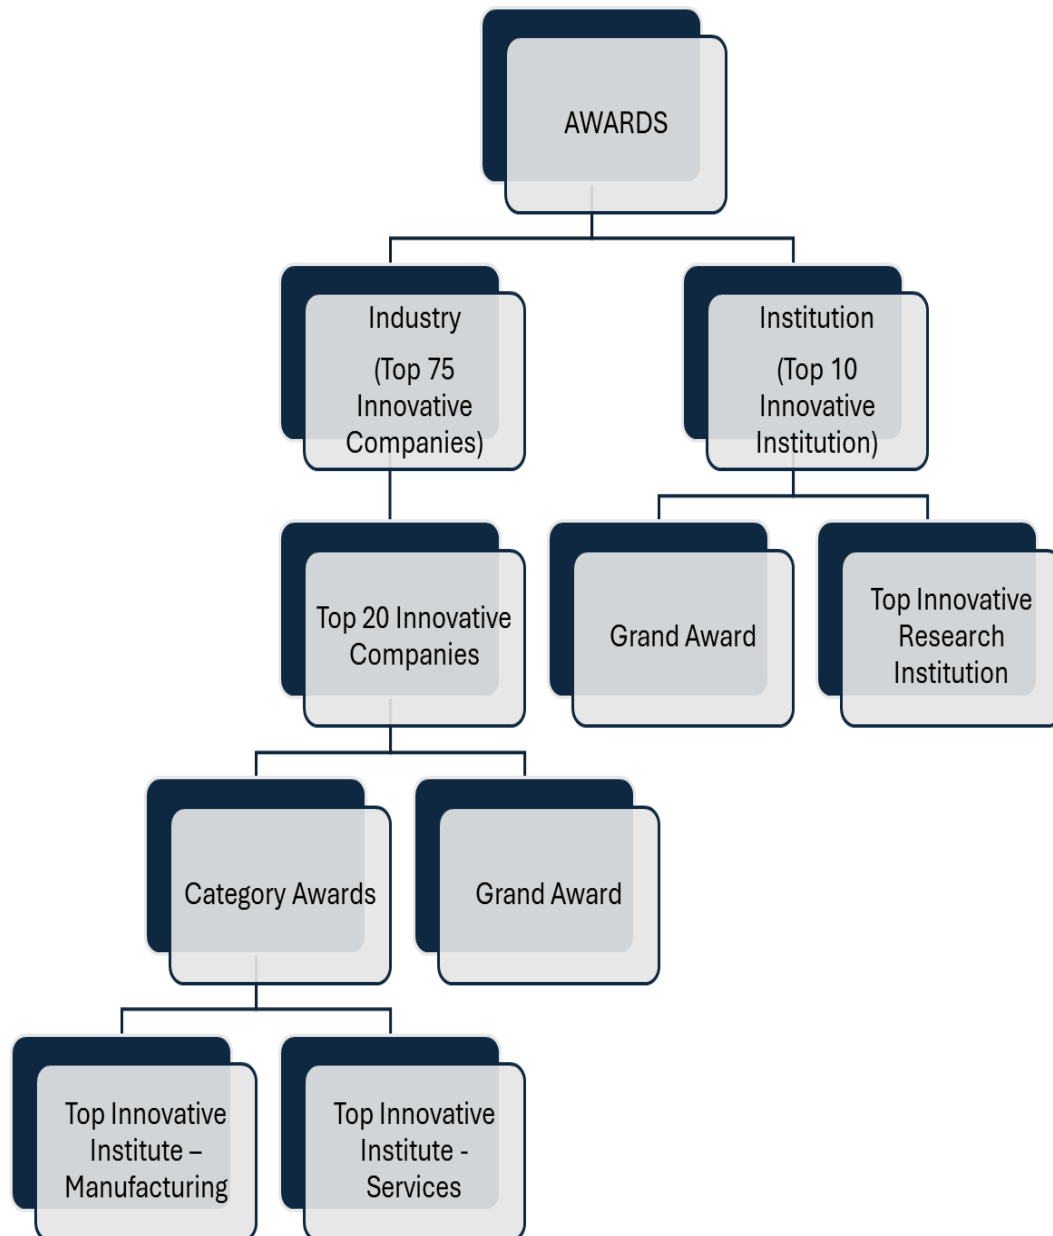 AWARDS
Industry
(Top 75
Innovative
Companies)
Institution
(Top 10
Innovative
Institution)
Top 20 Innovative
Companies
Grand Award
Top Innovative
Research
Institution
Category Awards
Grand Award
Top Innovative
Institute –
Manufacturing
Top Innovative
Institute -
Services